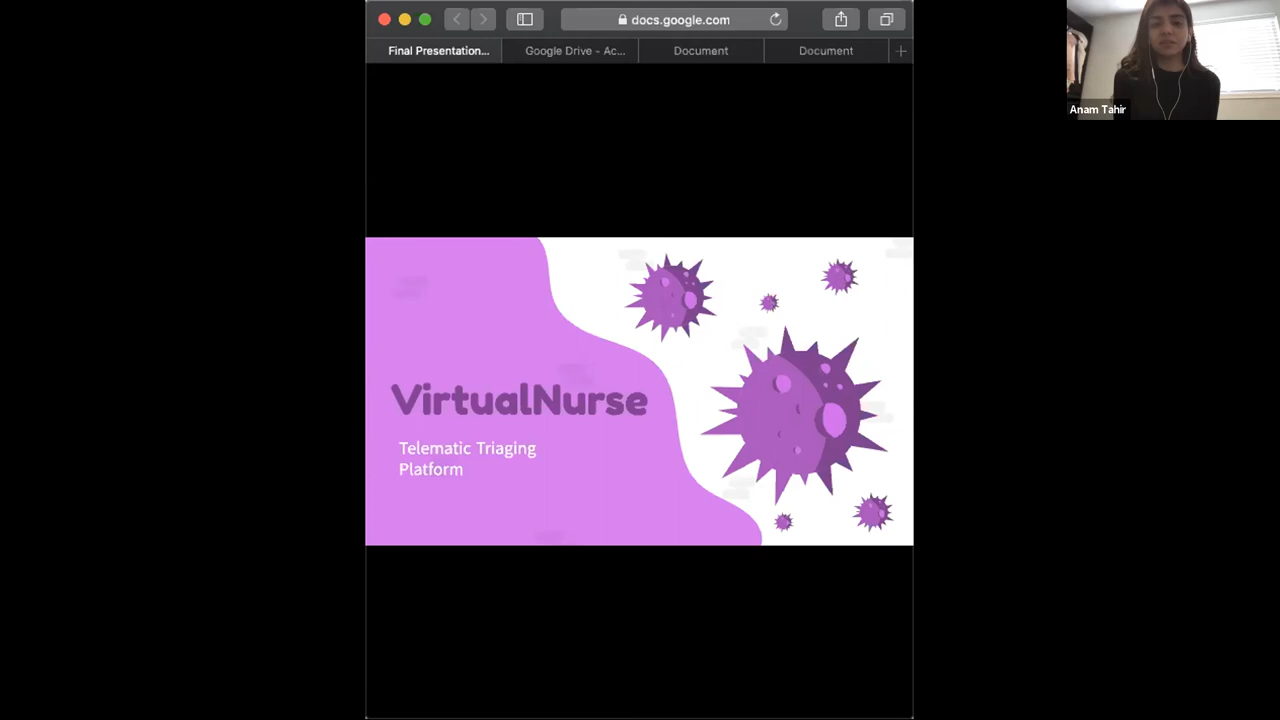 docs.google.com
Final Presentation...
Google Drive - Ac...
Document
Document
Anam Tahir
VirtualNurse
Telematic Triaging
Platform